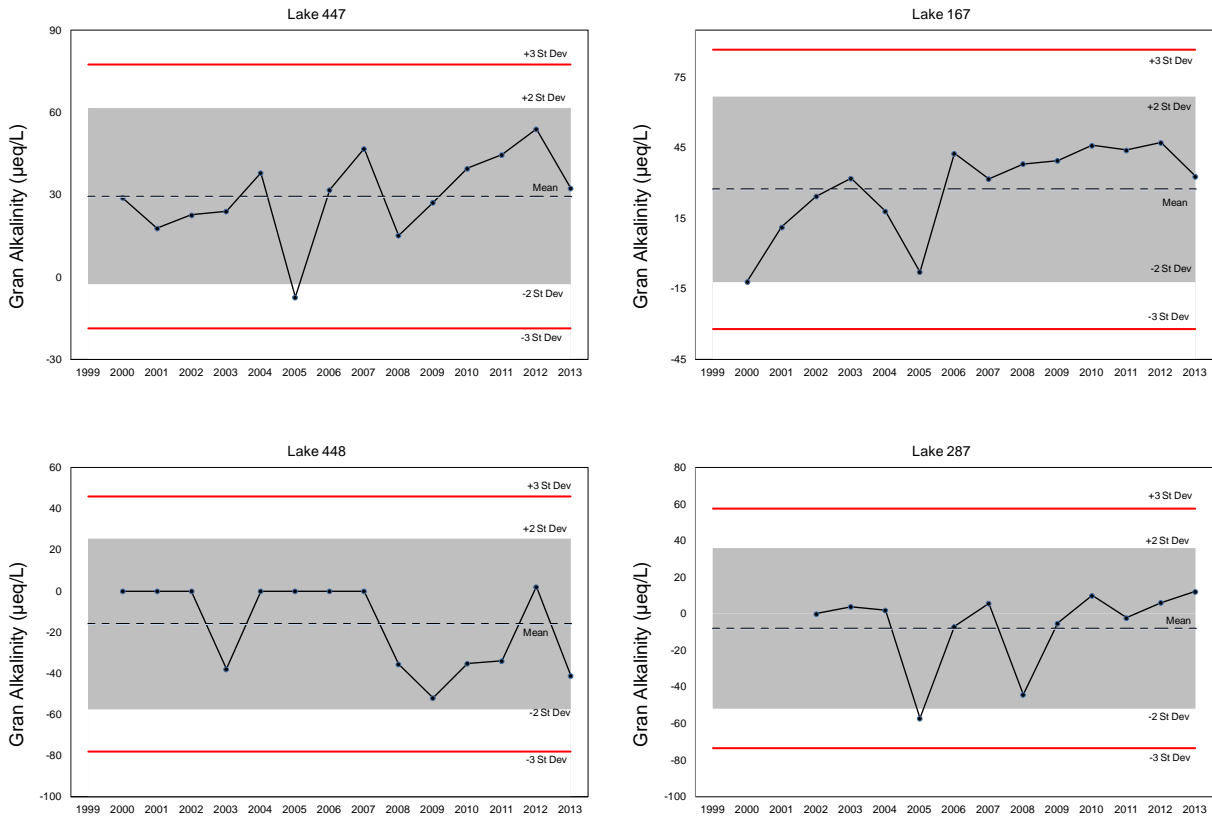 Lake 447
Gran Alkalinity (µeq/L)
90
60
30
0
-30
+3 St Dev
+2 St Dev
Mean
-2 St Dev
-3 St Dev
1999 2000 2001 2002 2003 2004 2005 2006 2007 2008 2009 2010 2011 2012 2013
Lake 167
Gran Alkalinity (µeq/L)
75
45
15
-15
-45
+3 St Dev
+2 St Dev
Mean
-2 St Dev
-3 St Dev
1999 2000 2001 2002 2003 2004 2005 2006 2007 2008 2009 2010 2011 2012 2013
Lake 448
Gran Alkalinity (µeq/L)
60
40
20
0
-20
-40
-60
-80
-100
+3 St Dev
+2 St Dev
Mean
-2 St Dev
-3 St Dev
1999 2000 2001 2002 2003 2004 2005 2006 2007 2008 2009 2010 2011 2012 2013
Lake 287
Gran Alkalinity (µeq/L)
80
60
40
20
0
-20
-40
-60
-80
-100
+3 St Dev
+2 St Dev
Mean
-2 St Dev
-3 St Dev
1999 2000 2001 2002 2003 2004 2005 2006 2007 2008 2009 2010 2011 2012 2013